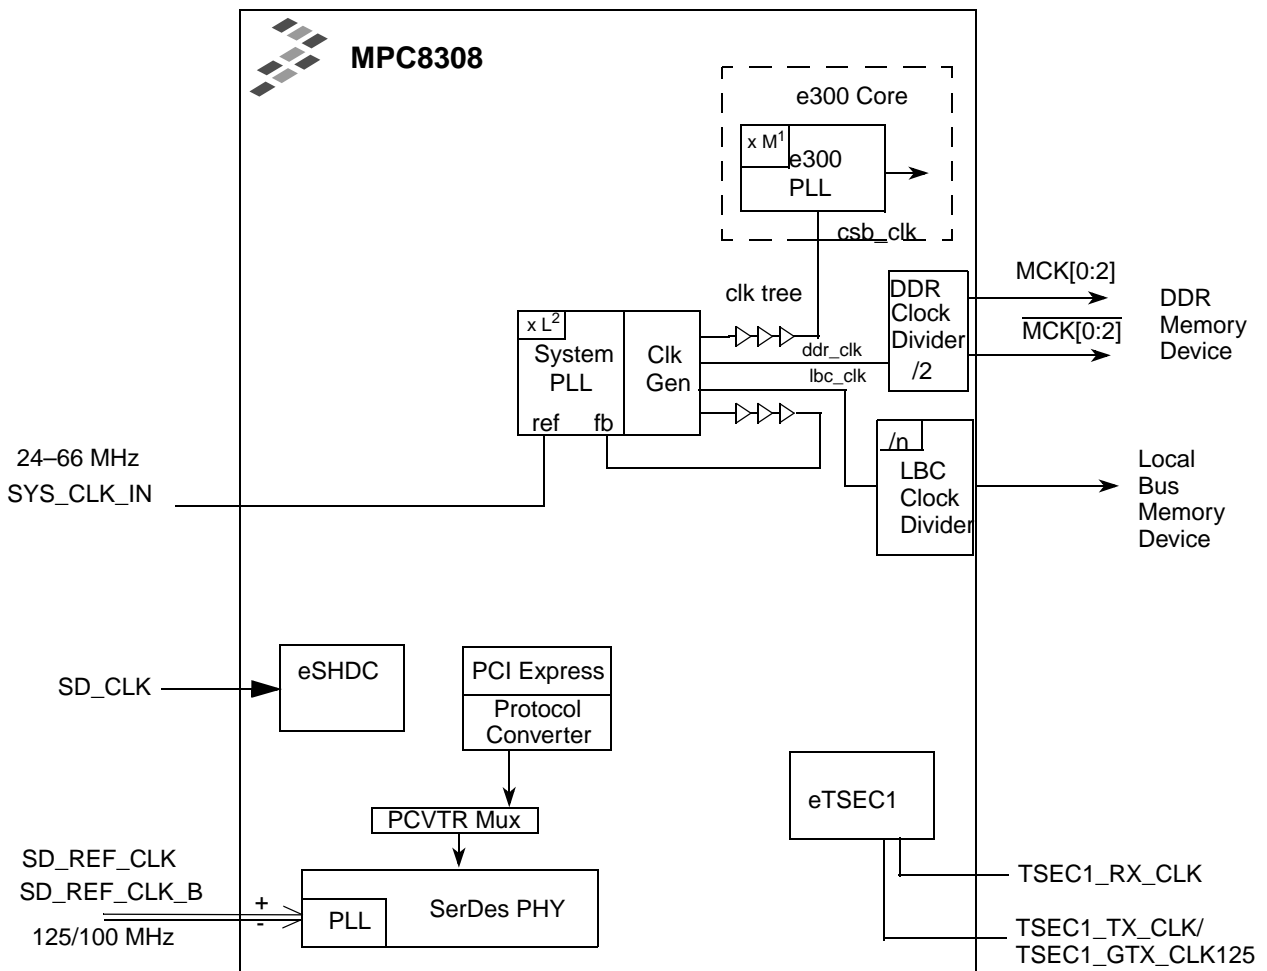 MPC8308
e300 Core
x M1
e300
PLL
csb_clk
MCK[0:2]
clk tree
DDR
Clock
Divider
/2
DDR
Memory
Device
MCK[0:2]
x L2
System
PLL
Clk
Gen
ddr_clk
lbc_clk
ref
fb
/n
LBC
Clock
Divider
24–66 MHz
SYS_CLK_IN
Local
Bus
Memory
Device
eSHDC
PCI Express
Protocol
Converter
SD_CLK
eTSEC1
PCVTR Mux
SD_REF_CLK
SD_REF_CLK_B
+
-
125/100 MHz
PLL
SerDes PHY
TSEC1_RX_CLK
TSEC1_TX_CLK/
TSEC1_GTX_CLK125